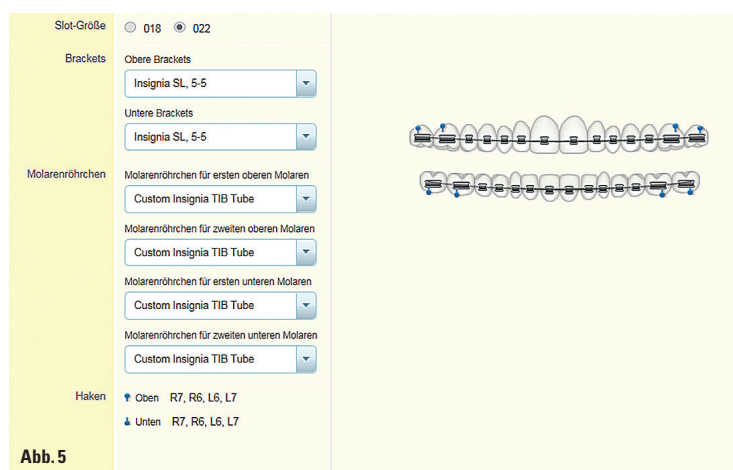 Slot-Größe 018 022
Brackets Obere Brackets
Insignia SL, 5-5
Untere Brackets
Insignia SL, 5-5
Molarenröhrchen Molarenröhrchen für ersten oberen Molaren
Custom Insignia TIB Tube
Molarenröhrchen für zweiten oberen Molaren
Custom Insignia TIB Tube
Molarenröhrchen für ersten unteren Molaren
Custom Insignia TIB Tube
Molarenröhrchen für zweiten unteren Molaren
Custom Insignia TIB Tube
Haken Oben R7, R6, L6, L7
Unten R7, R6, L6, L7
Abb. 5